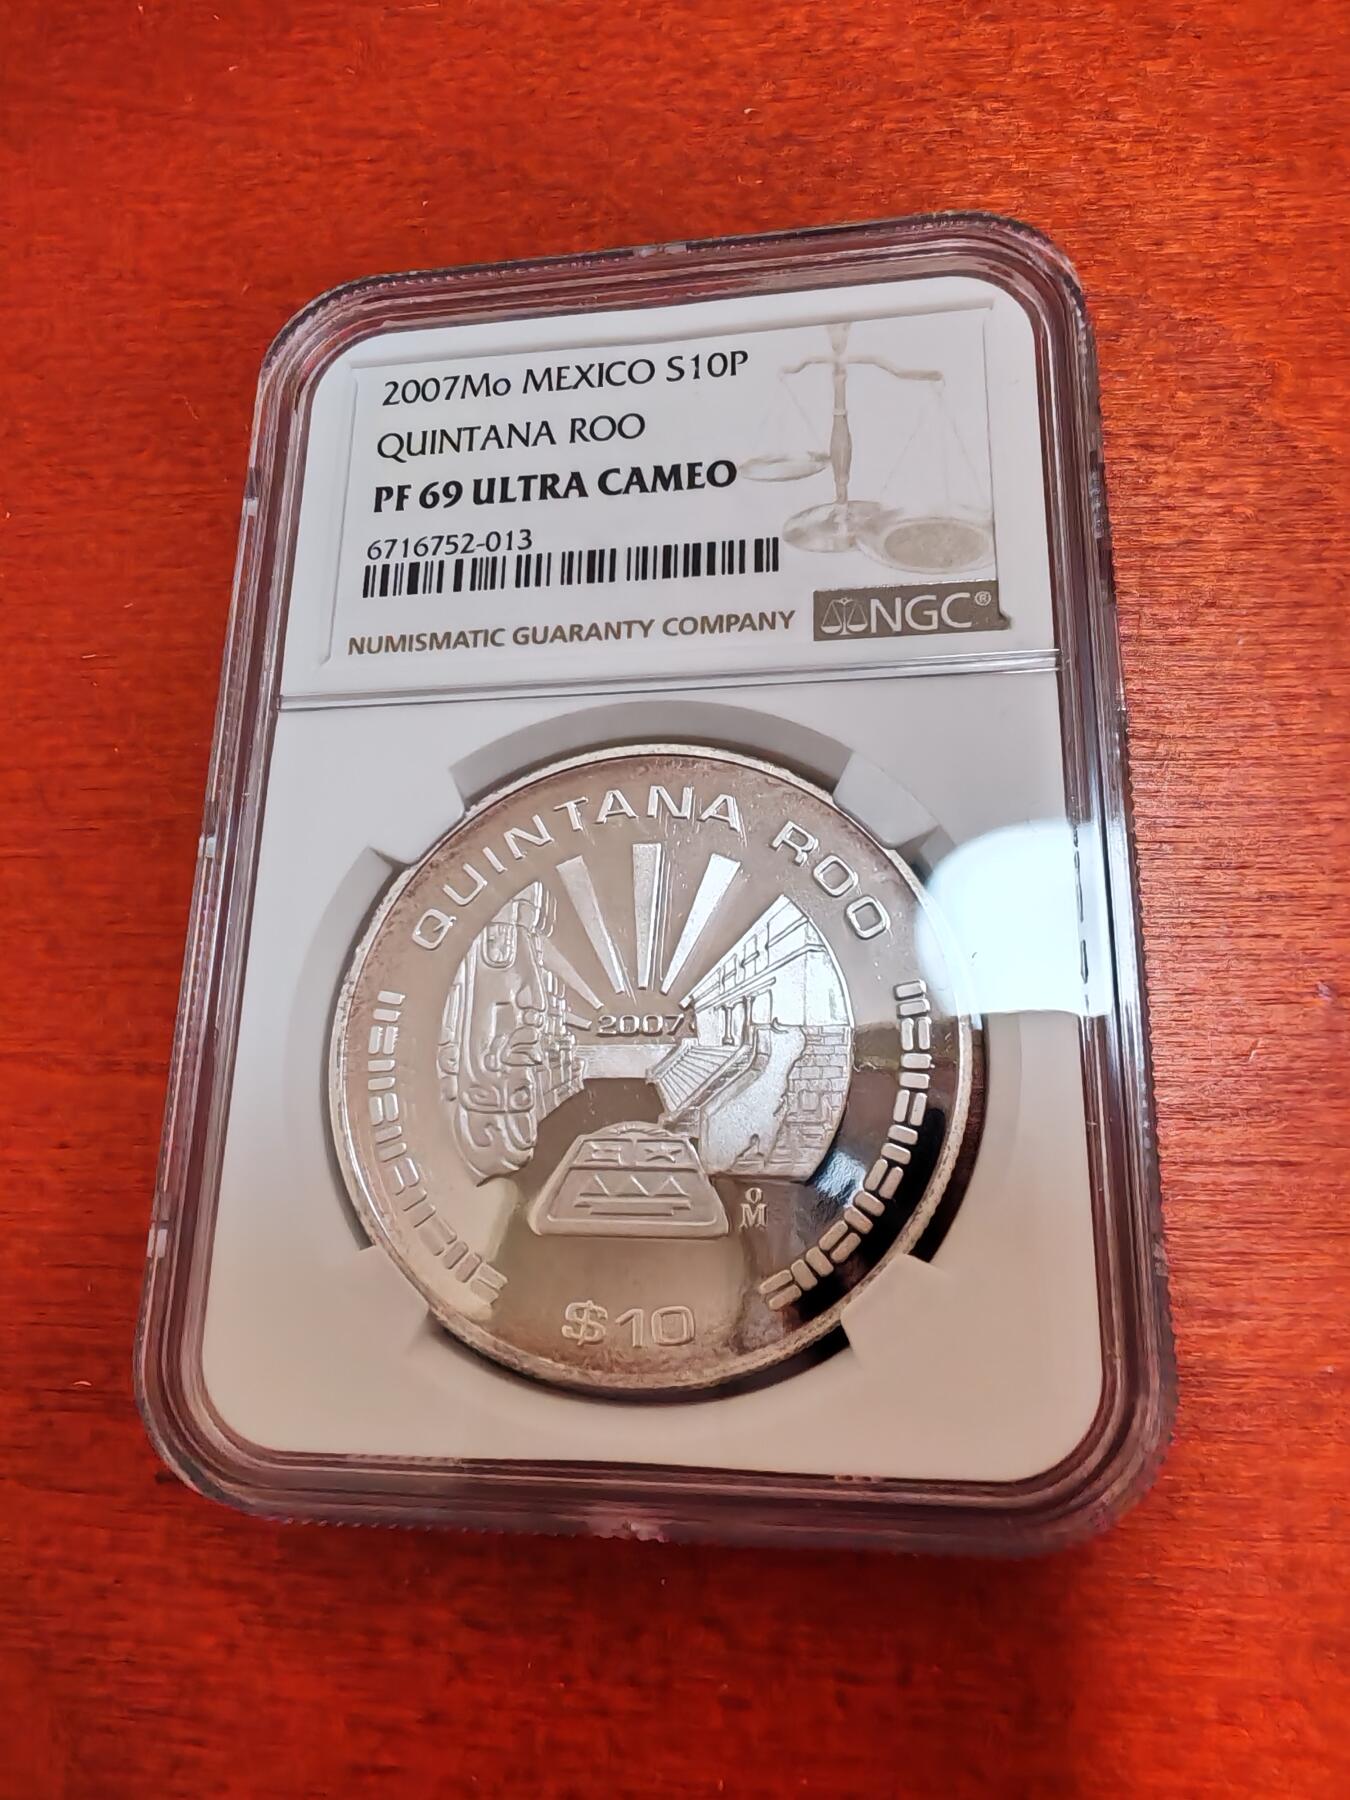 2007Mo MEXICO S10P
QUINTANA ROO
PF 69 ULTRA CAMEO
6716752-013
NUMISMATIC GUARANTY COMPANY
NGC®
QUINTANA ROO
2007
oM
$10